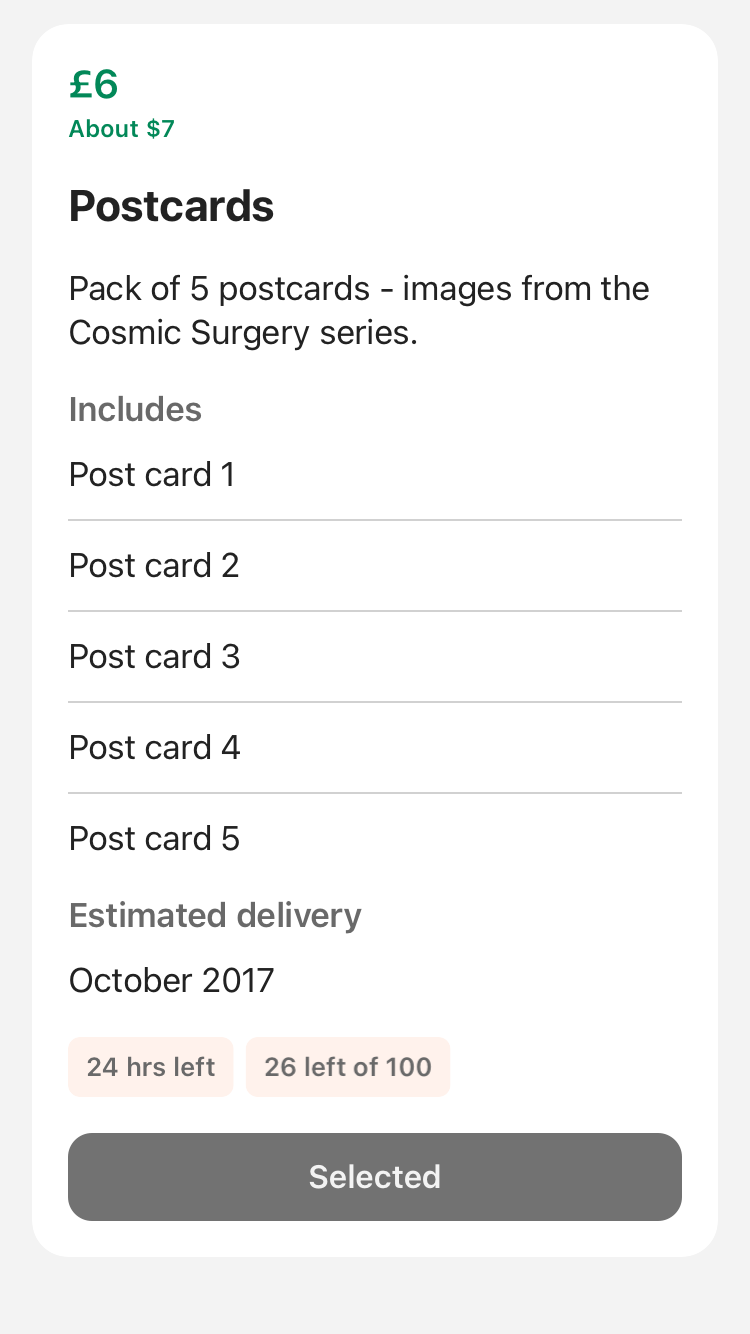 £6
About $7
Postcards
Pack of 5 postcards - images from the
Cosmic Surgery series.
Includes
Post card 1
Post card 2
Post card 3
Post card 4
Post card 5
Estimated delivery
October 2017
24 hrs left
26 left of 100
Selected